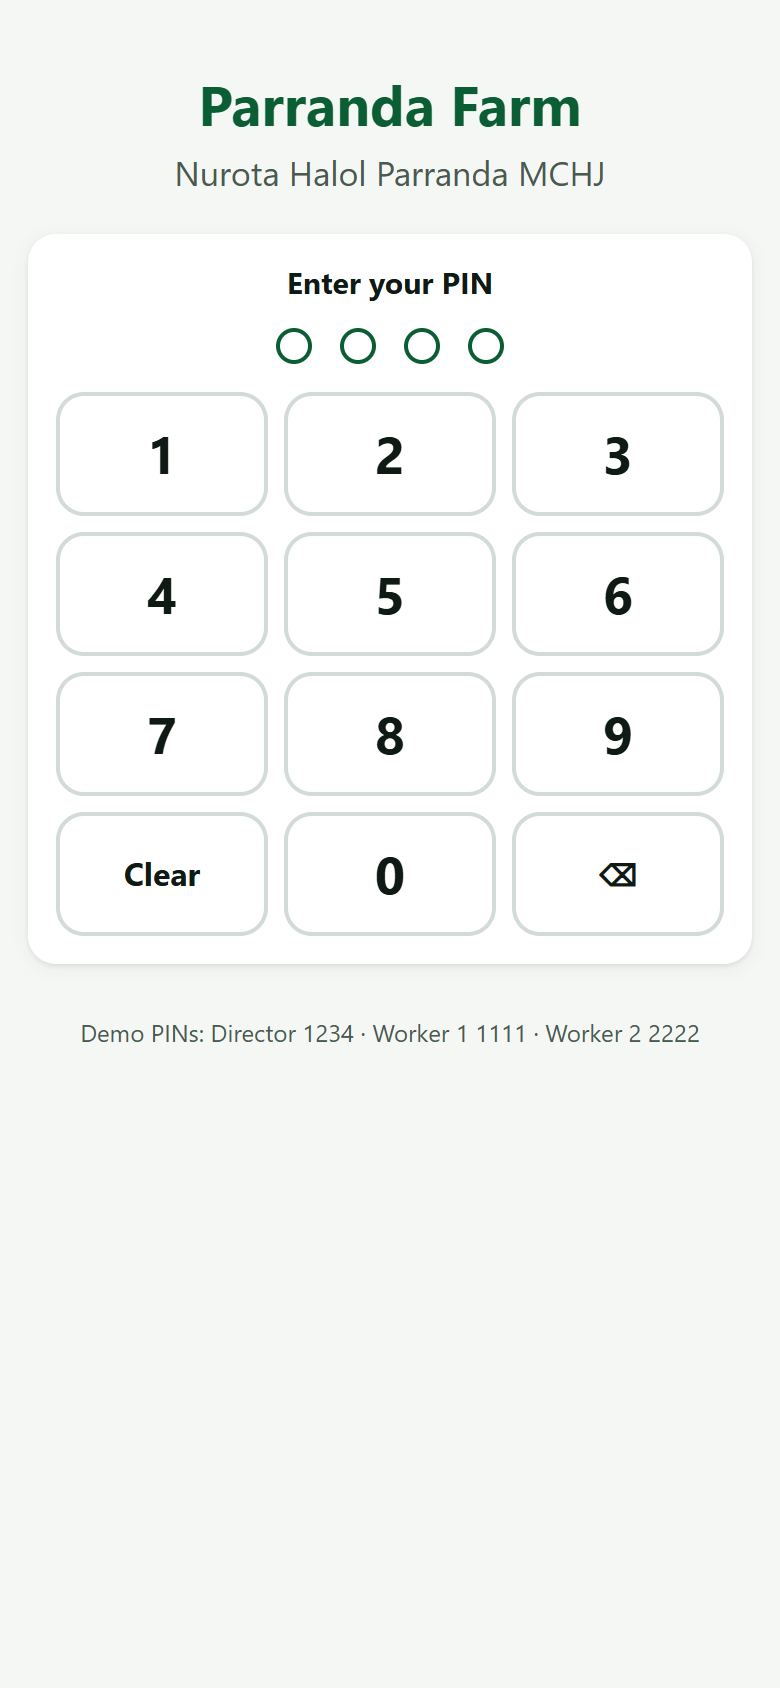 Parranda Farm
Nurota Halol Parranda MCHJ
Enter your PIN
1 2 3
4 5 6
7 8 9
Clear 0 ⌫
Demo PINs: Director 1234 · Worker 1 1111 · Worker 2 2222